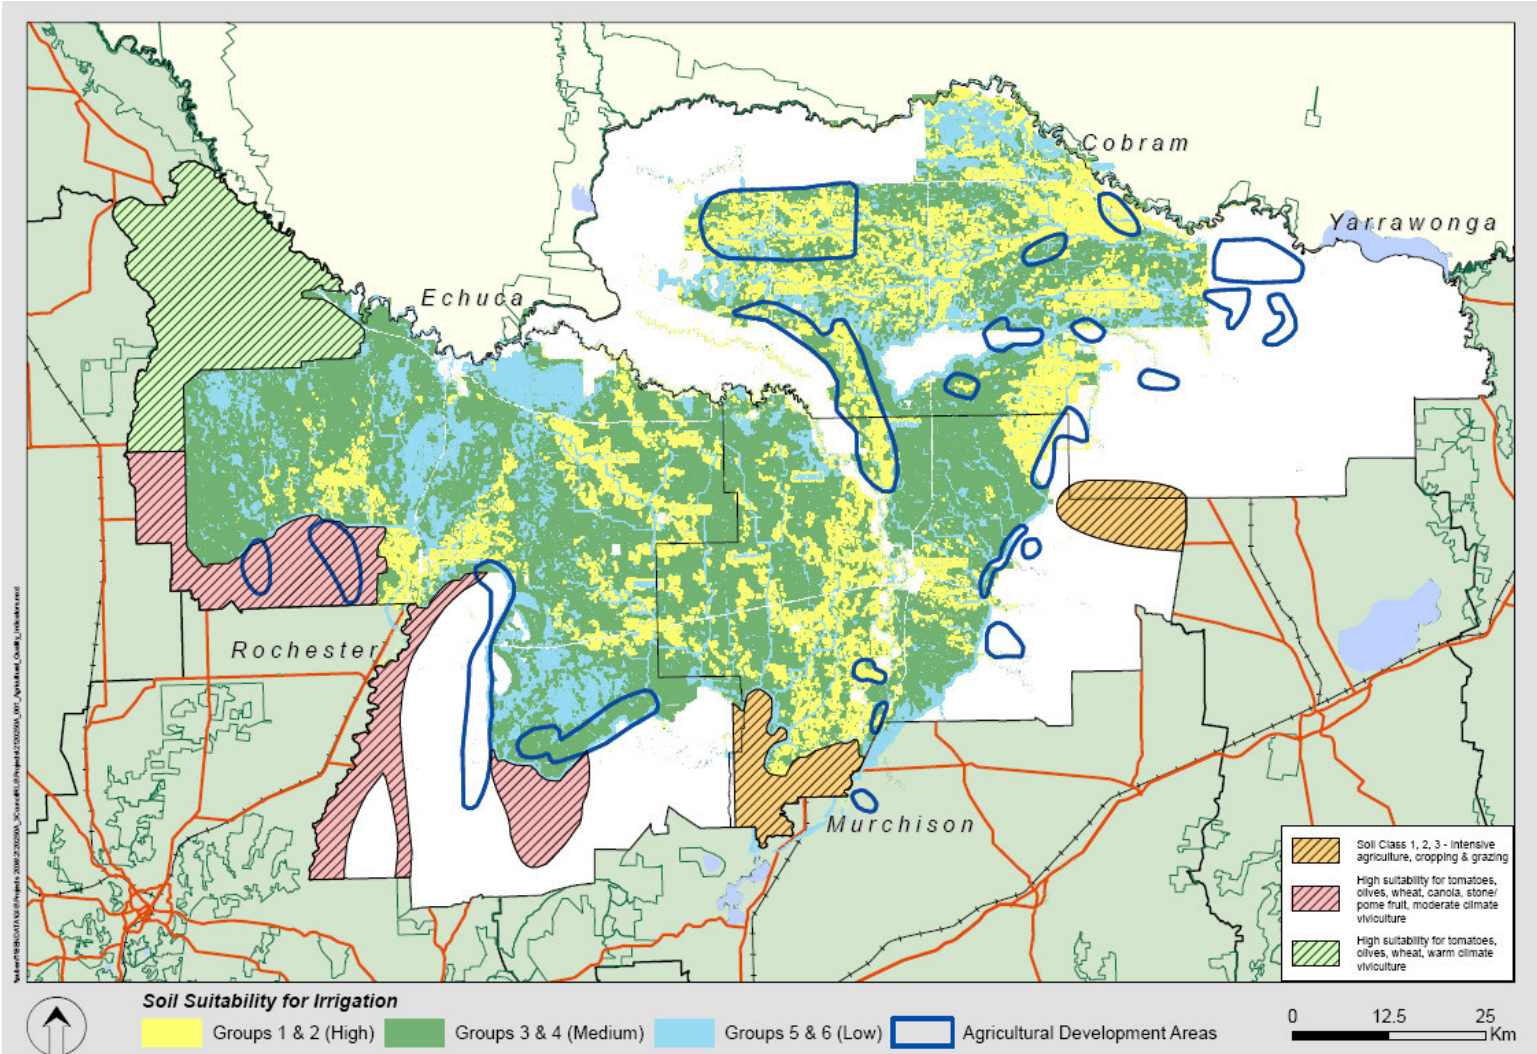 Cobram
Yarrawonga
Echuca
Rochester
Murchison
Soil Class 1, 2, 3 - Intensive
agriculture, cropping & grazing
High suitability for tomatoes,
olives, wheat, canola, stone/
pome fruit, moderate climate
viviculture
High suitability for tomatoes,
olives, wheat, warm climate
viviculture
Soil Suitability for Irrigation
Groups 1 & 2 (High)
Groups 3 & 4 (Medium)
Groups 5 & 6 (Low)
Agricultural Development Areas
0 12.5 25
Km